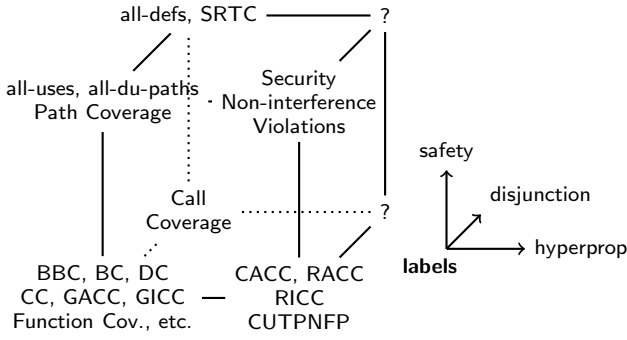 all-defs, SRTC
?
all-uses, all-du-paths
Path Coverage
Security
Non-interference
Violations
safety
disjunction
Call
Coverage
?
hyperprop
labels
BBC, BC, DC
CC, GACC, GICC
Function Cov., etc.
CACC, RACC
RICC
CUTPNFP